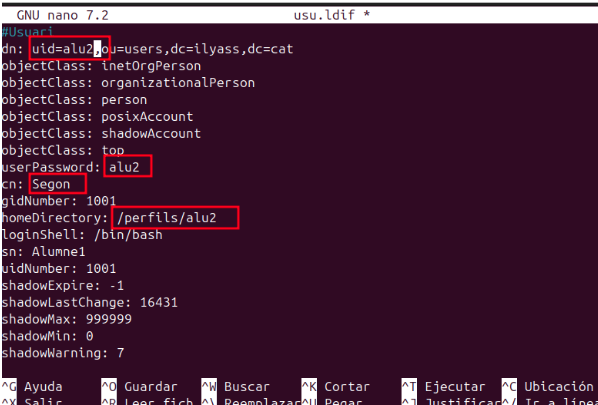 GNU nano 7.2 usu.ldif *
#Usuari
dn: uid=alu2,ou=users,dc=ilyass,dc=cat
objectClass: inetOrgPerson
objectClass: organizationalPerson
objectClass: person
objectClass: posixAccount
objectClass: shadowAccount
objectClass: top
userPassword: alu2
cn: Segon
gidNumber: 1001
homeDirectory: /perfils/alu2
loginShell: /bin/bash
sn: Alumne1
uidNumber: 1001
shadowExpire: -1
shadowLastChange: 16431
shadowMax: 999999
shadowMin: 0
shadowWarning: 7
^G Ayuda ^O Guardar ^W Buscar ^K Cortar ^T Ejecutar ^C Ubicación
^X Salir ^R Leer fich. ^\ Reemplazar ^U Pegar ^J Justificar ^/ Ir a línea